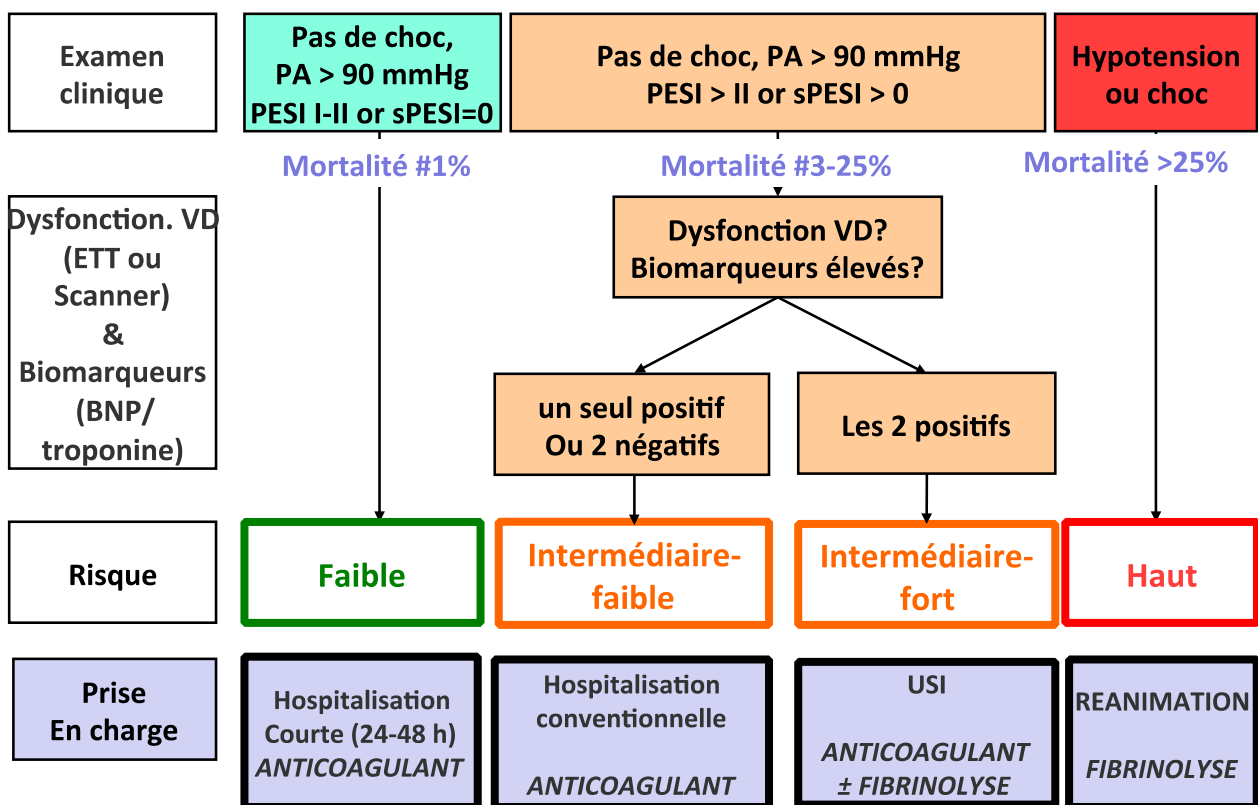 Examen
clinique
Pas de choc,
PA > 90 mmHg
PESI I-II or sPESI=0
Pas de choc, PA > 90 mmHg
PESI > II or sPESI > 0
Hypotension
ou choc
Mortalité #1%
Mortalité #3-25%
Mortalité >25%
Dysfonction. VD
(ETT ou
Scanner)
&
Biomarqueurs
(BNP/
troponine)
Dysfonction VD?
Biomarqueurs élevés?
un seul positif
Ou 2 négatifs
Les 2 positifs
Risque
Faible
Intermédiaire-
faible
Intermédiaire-
fort
Haut
Prise
En charge
Hospitalisation
Courte (24-48 h)
ANTICOAGULANT
Hospitalisation
conventionnelle
ANTICOAGULANT
USI
ANTICOAGULANT
± FIBRINOLYSE
REANIMATION
FIBRINOLYSE